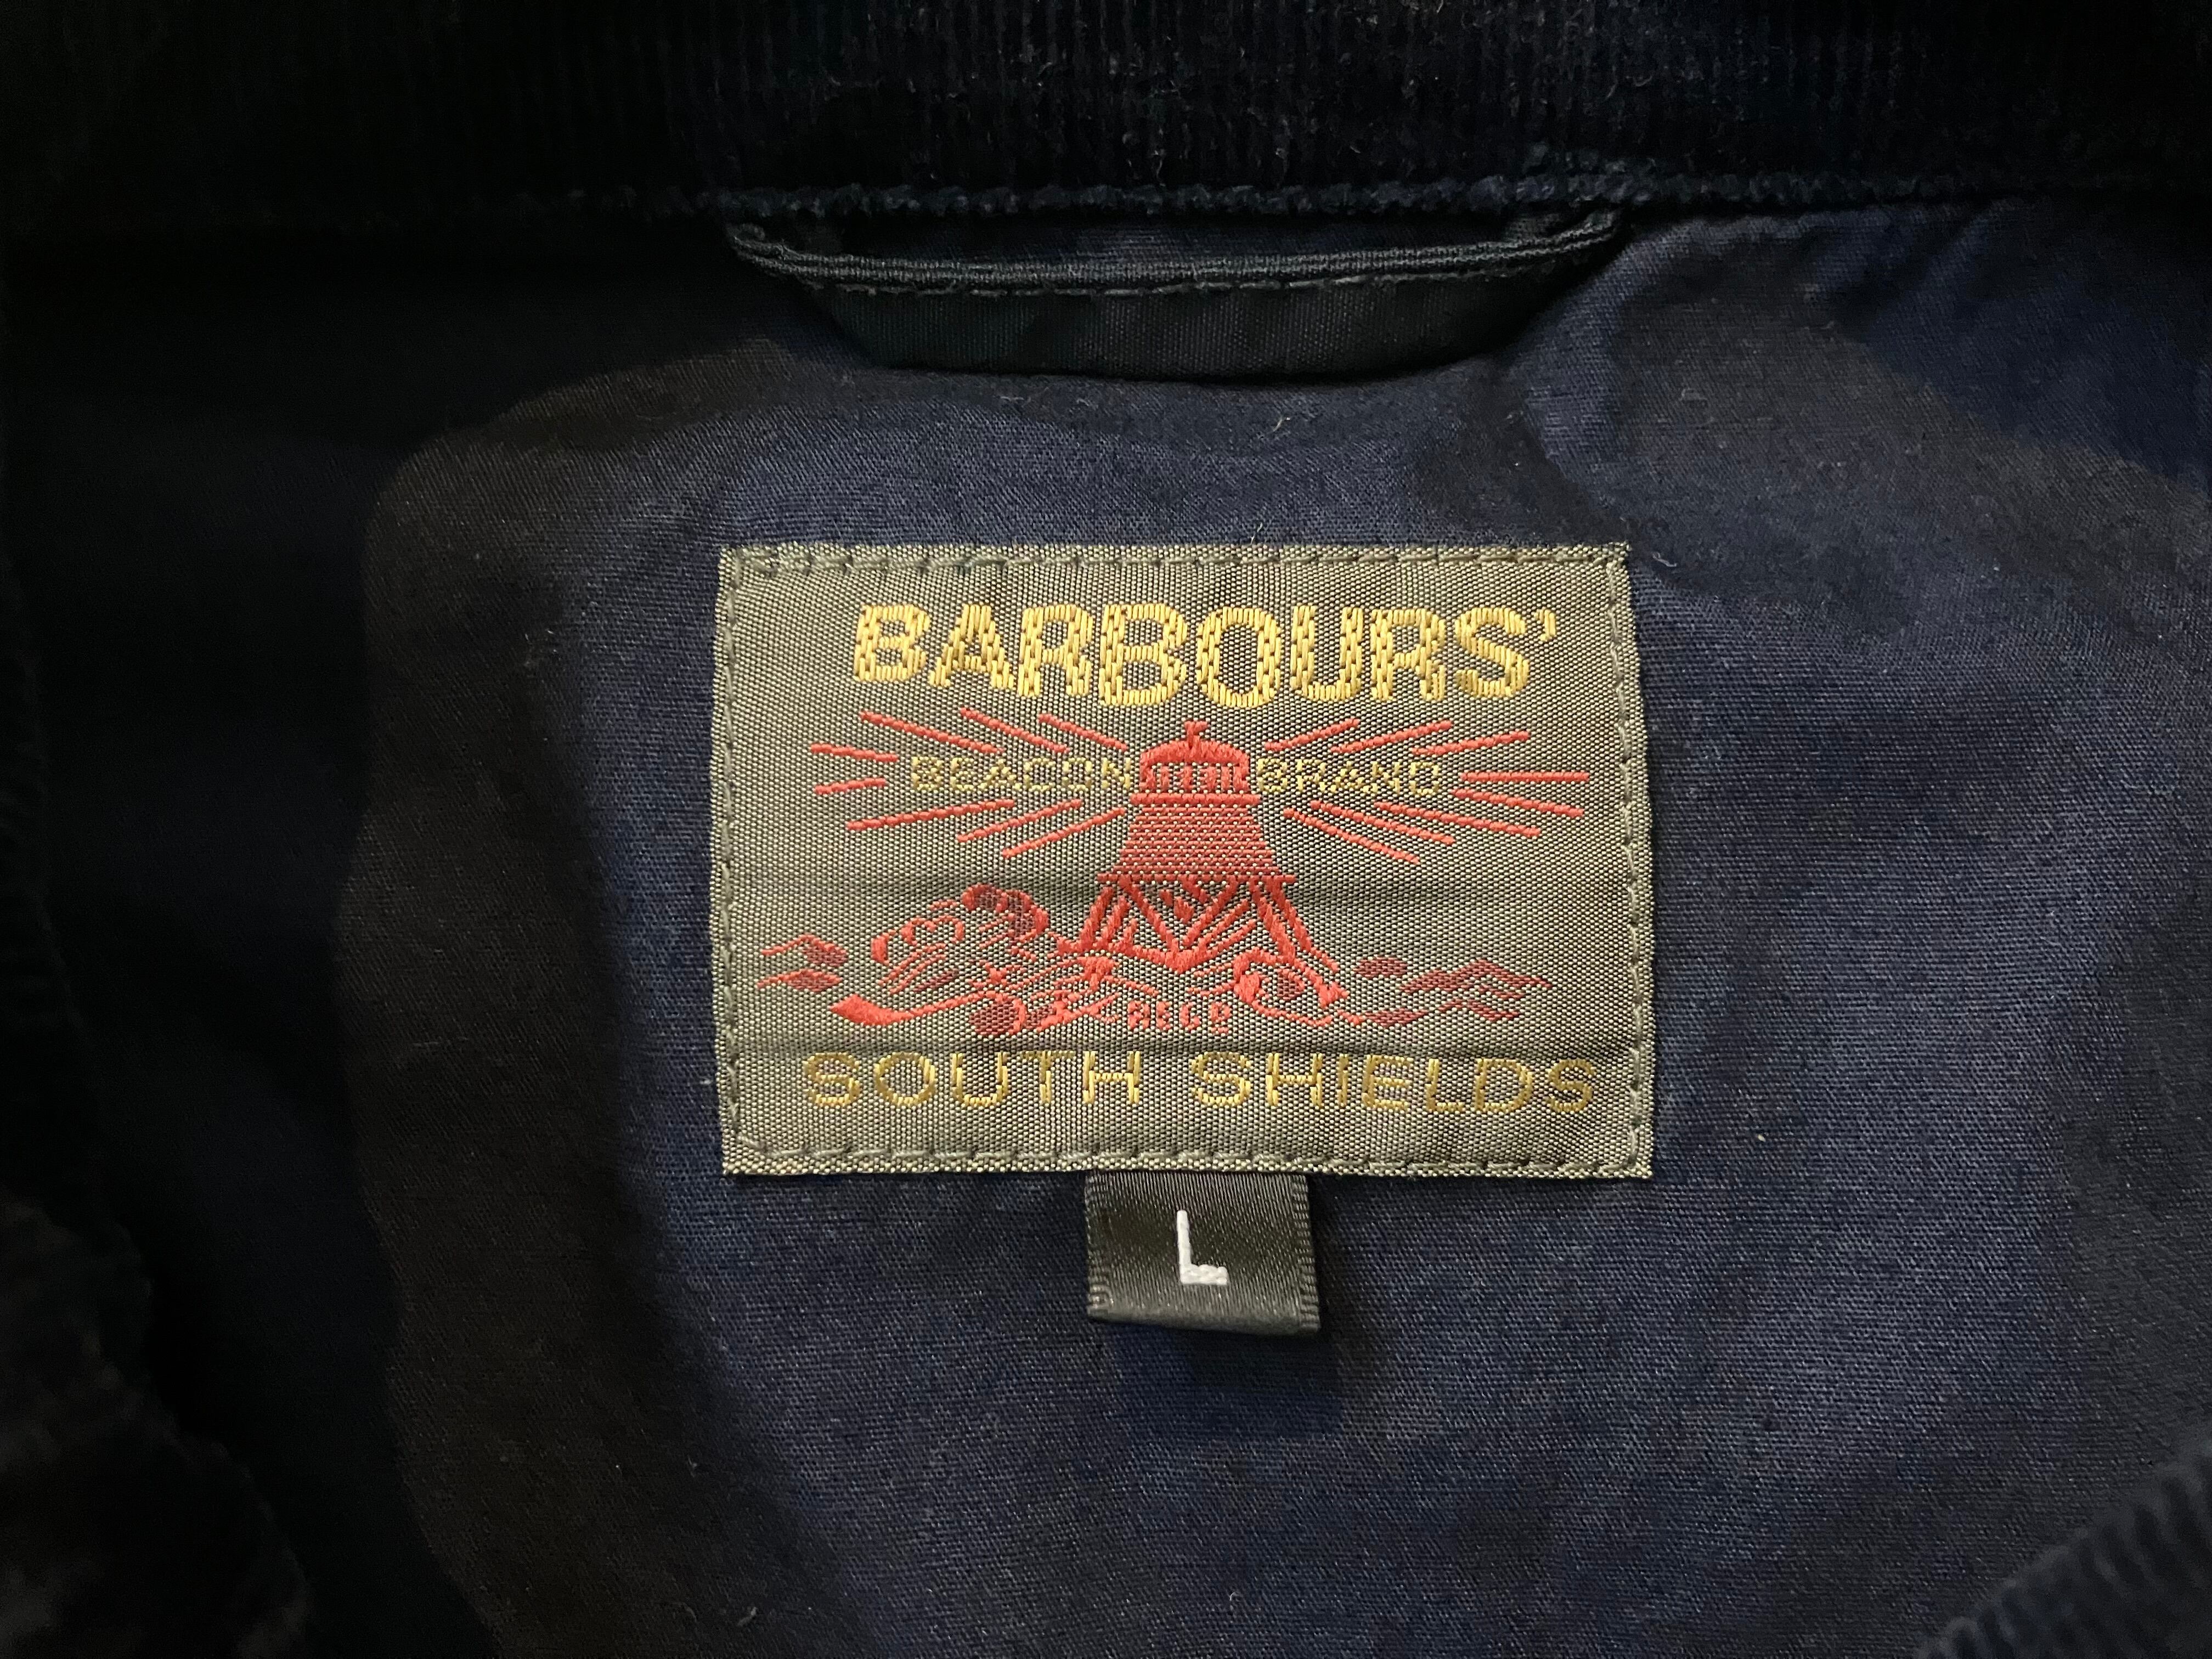 BARBOURS'
BEACON BRAND
REGD
SOUTH SHIELDS
L